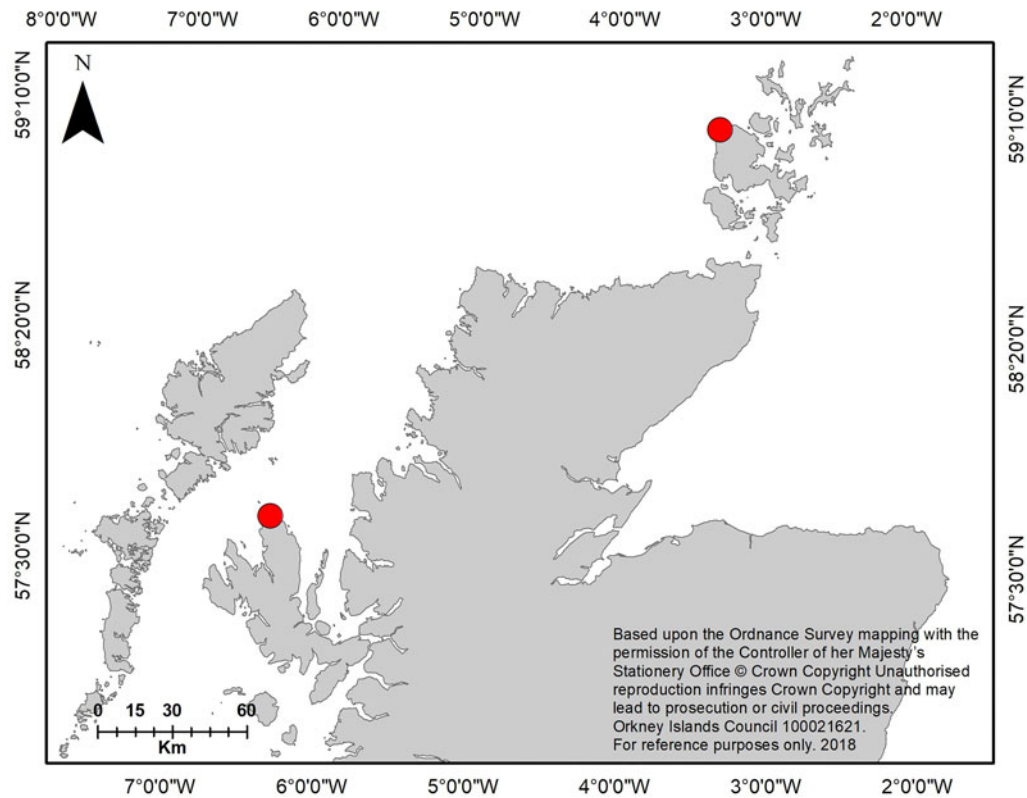 8°0'0"W 7°0'0"W 6°0'0"W 5°0'0"W 4°0'0"W 3°0'0"W 2°0'0"W
N
59°10'0"N
59°10'0"N
58°20'0"N
58°20'0"N
57°30'0"N
57°30'0"N
Based upon the Ordnance Survey mapping with the
permission of the Controller of her Majesty's
Stationery Office © Crown Copyright Unauthorised
reproduction infringes Crown Copyright and may
lead to prosecution or civil proceedings.
Orkney Islands Council 100021621.
For reference purposes only. 2018
0 15 30 60
Km
7°0'0"W 6°0'0"W 5°0'0"W 4°0'0"W 3°0'0"W 2°0'0"W